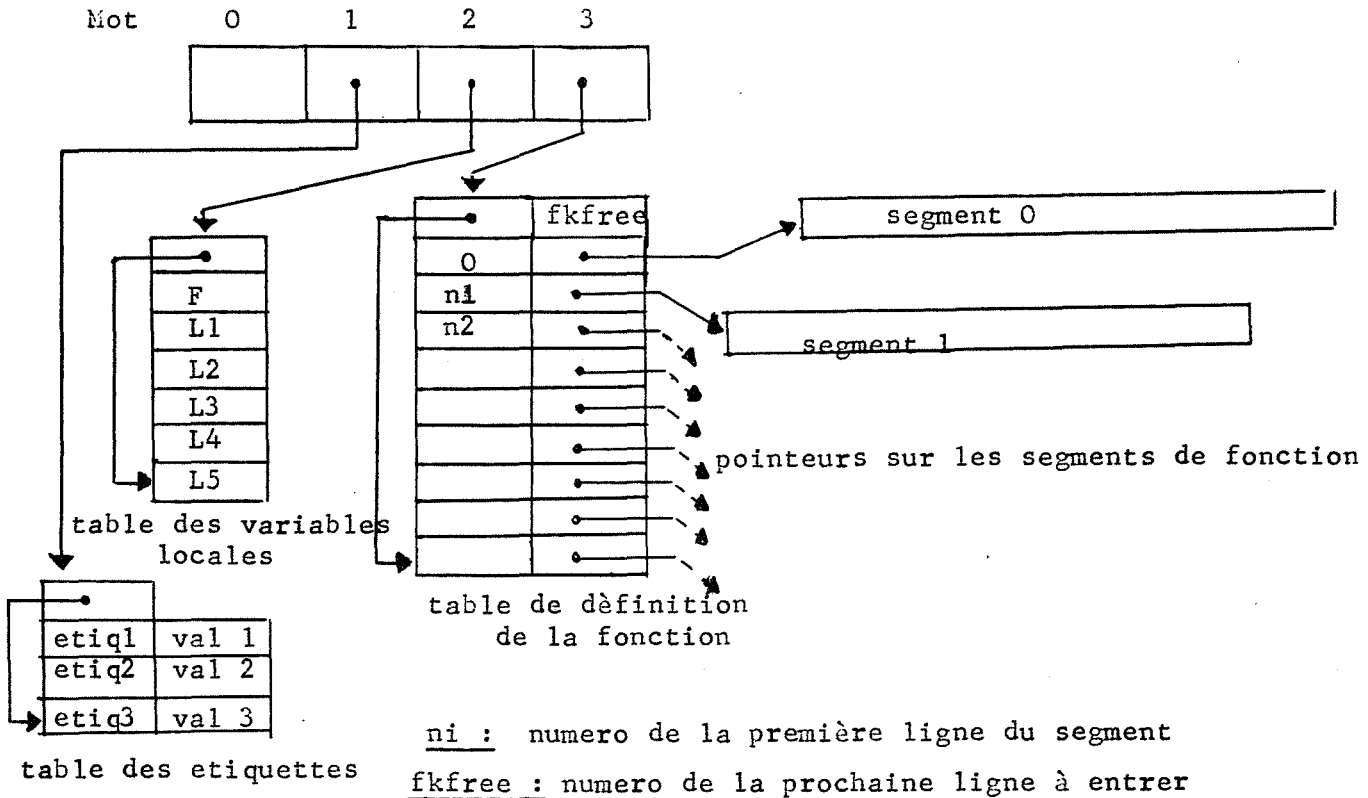 Mot 0 1 2 3
fkfree
segment 0
0
F
n1
L1
n2
segment 1
L2
L3
L4
pointeurs sur les segments de fonction
L5
table des variables
locales
table de dèfinition
de la fonction
etiq1 val 1
etiq2 val 2
etiq3 val 3
ni : numero de la première ligne du segment
table des etiquettes
fkfree : numero de la prochaine ligne à entrer